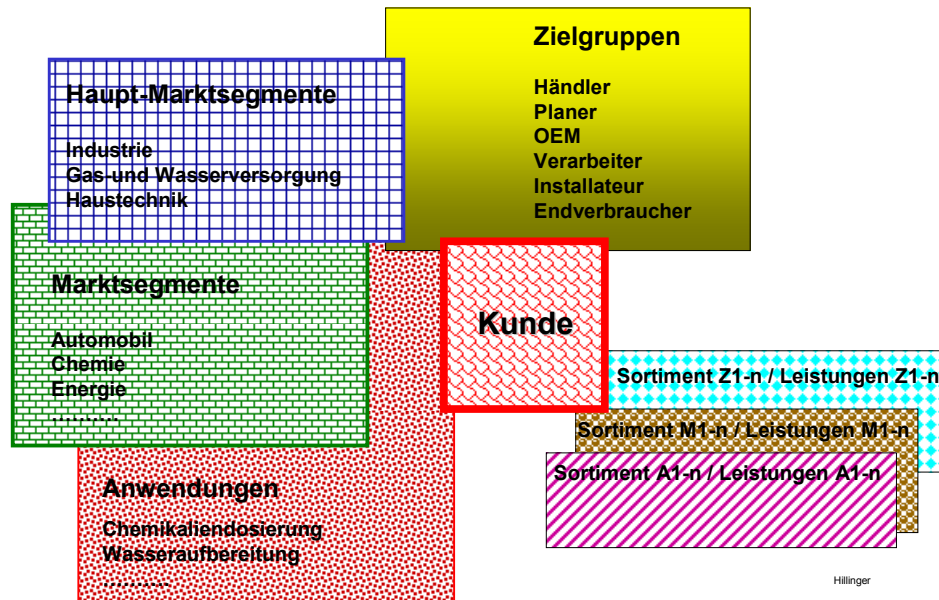 Zielgruppen
Händler
Planer
OEM
Verarbeiter
Installateur
Endverbraucher
Haupt-Marktsegmente
Industrie
Gas-und Wasserversorgung
Haustechnik
Marktsegmente
Automobil
Chemie
Energie
..........
Kunde
Sortiment Z1-n / Leistungen Z1-n
Sortiment M1-n / Leistungen M1-n
Sortiment A1-n / Leistungen A1-n
Anwendungen
Chemikaliendosierung
Wasseraufbereitung
..........
Hillinger